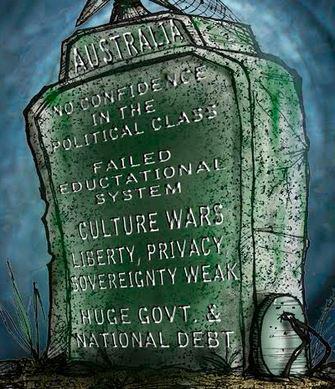 AUSTRALIA
NO CONFIDENCE
IN THE
POLITICAL CLASS
FAILED
EDUCTATIONAL
SYSTEM
CULTURE WARS
LIBERTY, PRIVACY
SOVEREIGNTY WEAK
HUGE GOVT. &
NATIONAL DEBT